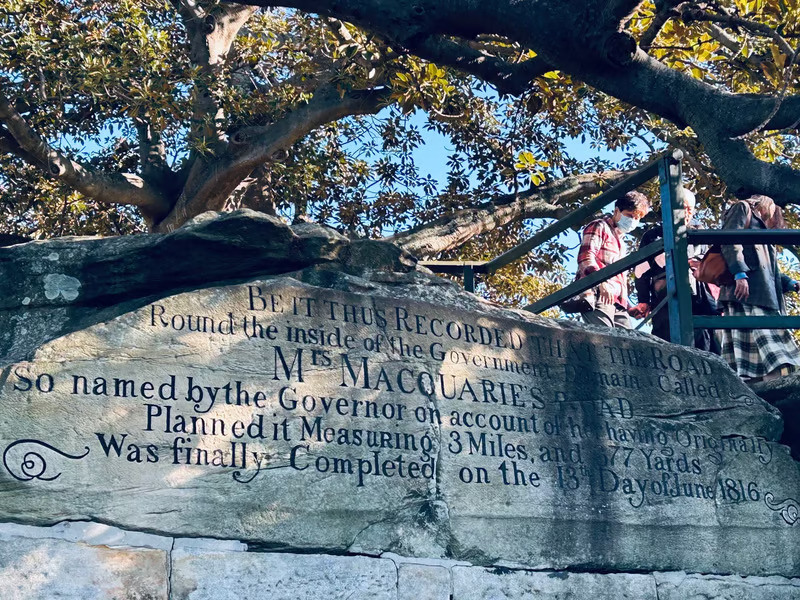 BE IT THUS RECORDED THAT THE ROAD
Round the inside of the Government Domain Called
Mrs MACQUARIE'S ROAD
So named by the Governor on account of her having Originally
Planned it Measuring 3 Miles, and 377 Yards
Was finally Completed on the 13th Day of June 1816